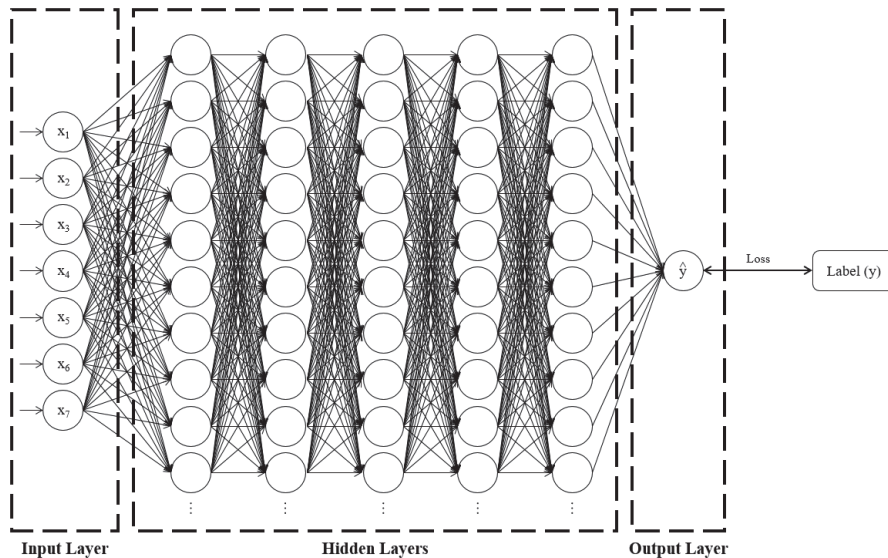 x₁
x₂
x₃
x₄
x₅
x₆
x₇
ŷ
Loss
Label (y)
Input Layer
Hidden Layers
Output Layer